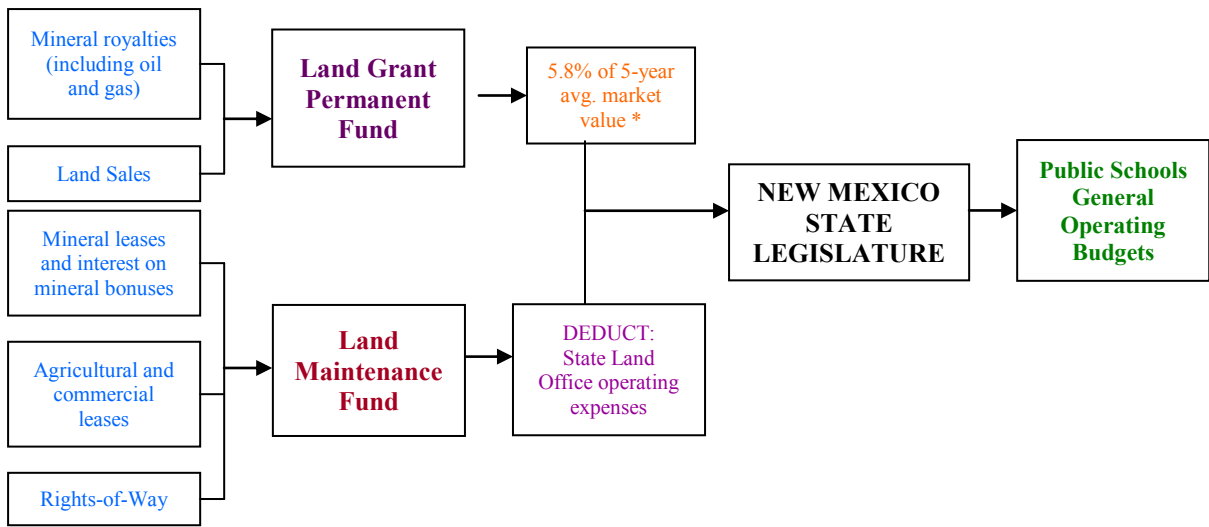 Mineral royalties
(including oil
and gas)
Land Sales
Mineral leases
and interest on
mineral bonuses
Agricultural and
commercial
leases
Rights-of-Way
Land Grant
Permanent
Fund
Land
Maintenance
Fund
5.8% of 5-year
avg. market
value *
DEDUCT:
State Land
Office operating
expenses
NEW MEXICO
STATE
LEGISLATURE
Public Schools
General
Operating
Budgets